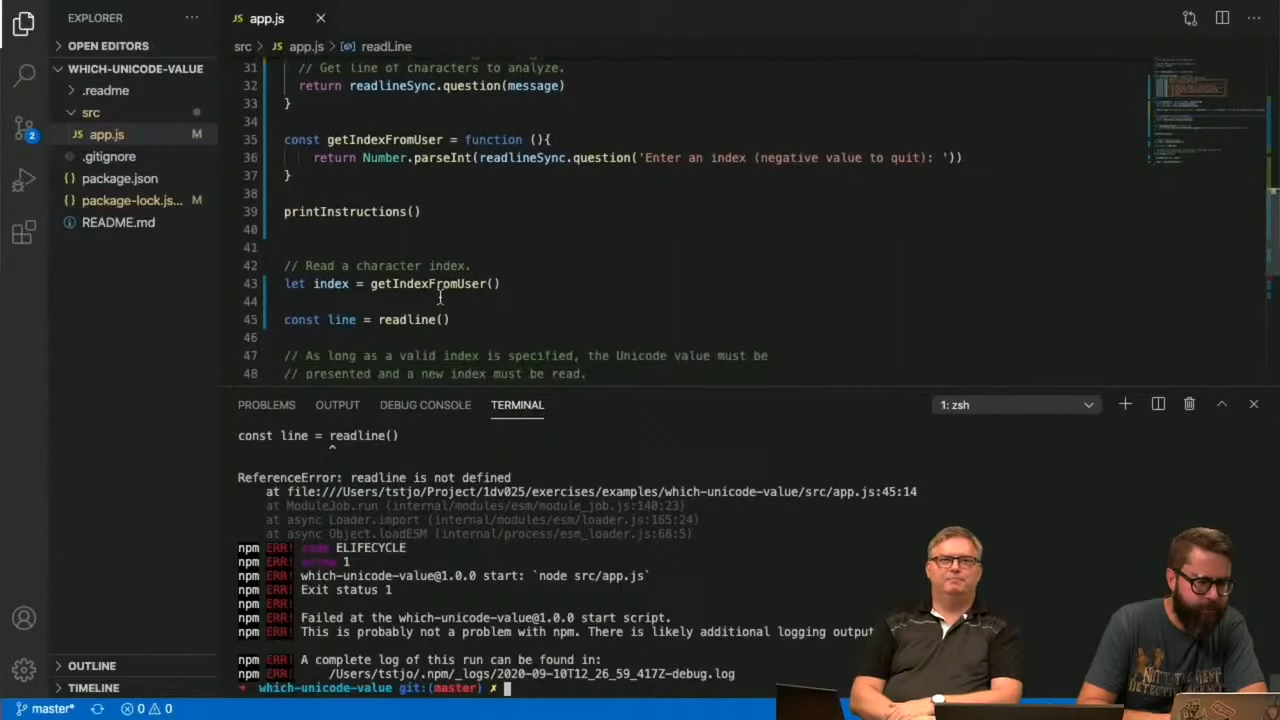 EXPLORER
OPEN EDITORS
WHICH-UNICODE-VALUE
.readme
src
app.js M
.gitignore
package.json
package-lock.js... M
README.md
OUTLINE
TIMELINE
2
app.js
src > app.js > readLine
31 // Get line of characters to analyze.
32 return readlineSync.question(message)
33 }
34
35 const getIndexFromUser = function (){
36 return Number.parseInt(readlineSync.question('Enter an index (negative value to quit): '))
37 }
38
39 printInstructions()
40
41
42 // Read a character index.
43 let index = getIndexFromUser()
44
45 const line = readline()
46
47 // As long as a valid index is specified, the Unicode value must be
48 // presented and a new index must be read.
PROBLEMS OUTPUT DEBUG CONSOLE TERMINAL 1: zsh
const line = readline()
^
ReferenceError: readline is not defined
at file:///Users/tstjo/Project/1dv025/exercises/examples/which-unicode-value/src/app.js:45:14
at ModuleJob.run (internal/modules/esm/module_job.js:140:23)
at async Loader.import (internal/modules/esm/loader.js:165:24)
at async Object.loadESM (internal/process/esm_loader.js:68:5)
npm ERR! code ELIFECYCLE
npm ERR! errno 1
npm ERR! which-unicode-value@1.0.0 start: `node src/app.js`
npm ERR! Exit status 1
npm ERR!
npm ERR! Failed at the which-unicode-value@1.0.0 start script.
npm ERR! This is probably not a problem with npm. There is likely additional logging output
npm ERR! A complete log of this run can be found in:
npm ERR! /Users/tstjo/.npm/_logs/2020-09-10T12_26_59_417Z-debug.log
which-unicode-value git:(master) ✗
master* 0 0